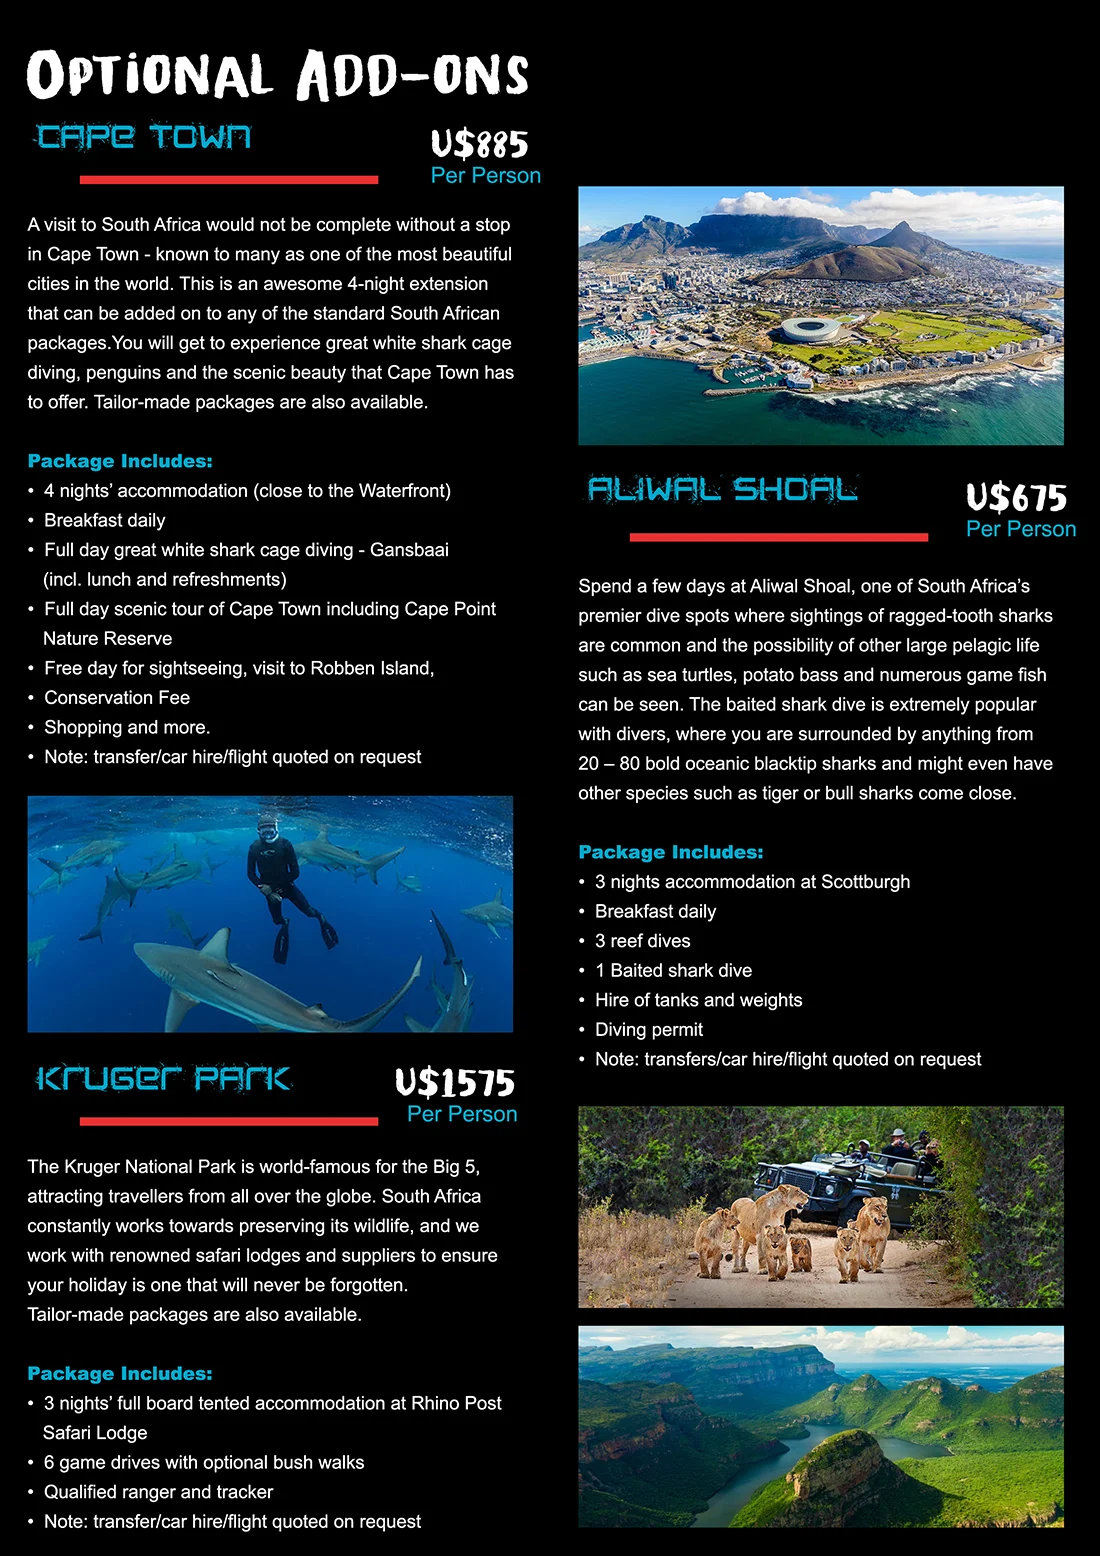 Optional Add-ons
Cape Town
U$885
Per Person
A visit to South Africa would not be complete without a stop
in Cape Town - known to many as one of the most beautiful
cities in the world. This is an awesome 4-night extension
that can be added on to any of the standard South African
packages.You will get to experience great white shark cage
diving, penguins and the scenic beauty that Cape Town has
to offer. Tailor-made packages are also available.
Package Includes:
• 4 nights’ accommodation (close to the Waterfront)
• Breakfast daily
• Full day great white shark cage diving - Gansbaai
(incl. lunch and refreshments)
• Full day scenic tour of Cape Town including Cape Point
Nature Reserve
• Free day for sightseeing, visit to Robben Island,
• Conservation Fee
• Shopping and more.
• Note: transfer/car hire/flight quoted on request
Kruger Park
U$1575
Per Person
The Kruger National Park is world-famous for the Big 5,
attracting travellers from all over the globe. South Africa
constantly works towards preserving its wildlife, and we
work with renowned safari lodges and suppliers to ensure
your holiday is one that will never be forgotten.
Tailor-made packages are also available.
Package Includes:
• 3 nights’ full board tented accommodation at Rhino Post
Safari Lodge
• 6 game drives with optional bush walks
• Qualified ranger and tracker
• Note: transfer/car hire/flight quoted on request
Aliwal Shoal
U$675
Per Person
Spend a few days at Aliwal Shoal, one of South Africa’s
premier dive spots where sightings of ragged-tooth sharks
are common and the possibility of other large pelagic life
such as sea turtles, potato bass and numerous game fish
can be seen. The baited shark dive is extremely popular
with divers, where you are surrounded by anything from
20 – 80 bold oceanic blacktip sharks and might even have
other species such as tiger or bull sharks come close.
Package Includes:
• 3 nights accommodation at Scottburgh
• Breakfast daily
• 3 reef dives
• 1 Baited shark dive
• Hire of tanks and weights
• Diving permit
• Note: transfers/car hire/flight quoted on request